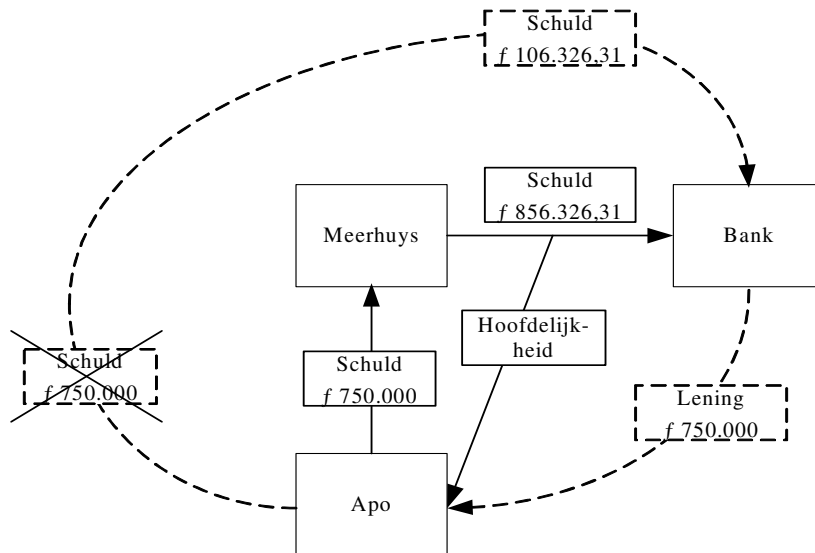 Schuld
ƒ 106.326,31
Schuld
ƒ 856.326,31
Meerhuys
Bank
Hoofdelijk-
heid
Schuld
ƒ 750.000
Schuld
ƒ 750.000
Lening
ƒ 750.000
Apo